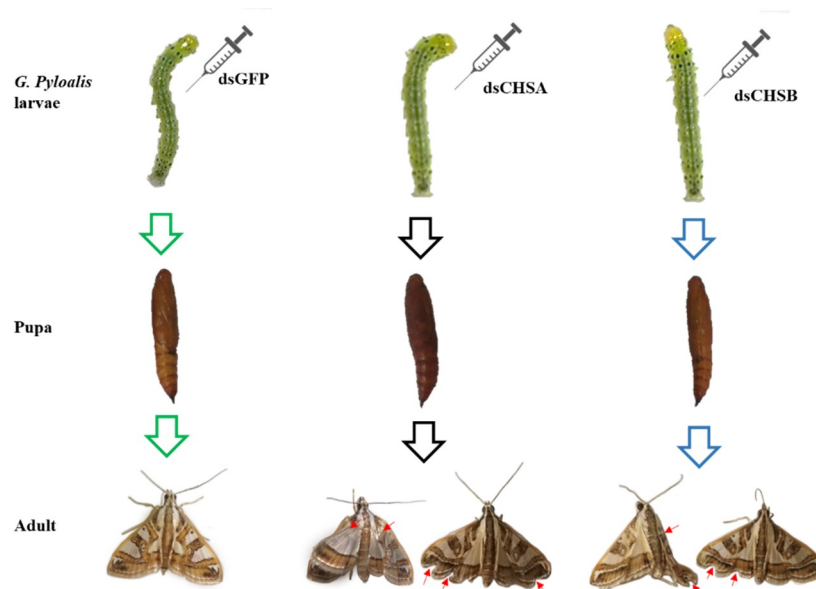 G. Pyloalis
larvae
dsGFP
dsCHSA
dsCHSB
Pupa
Adult